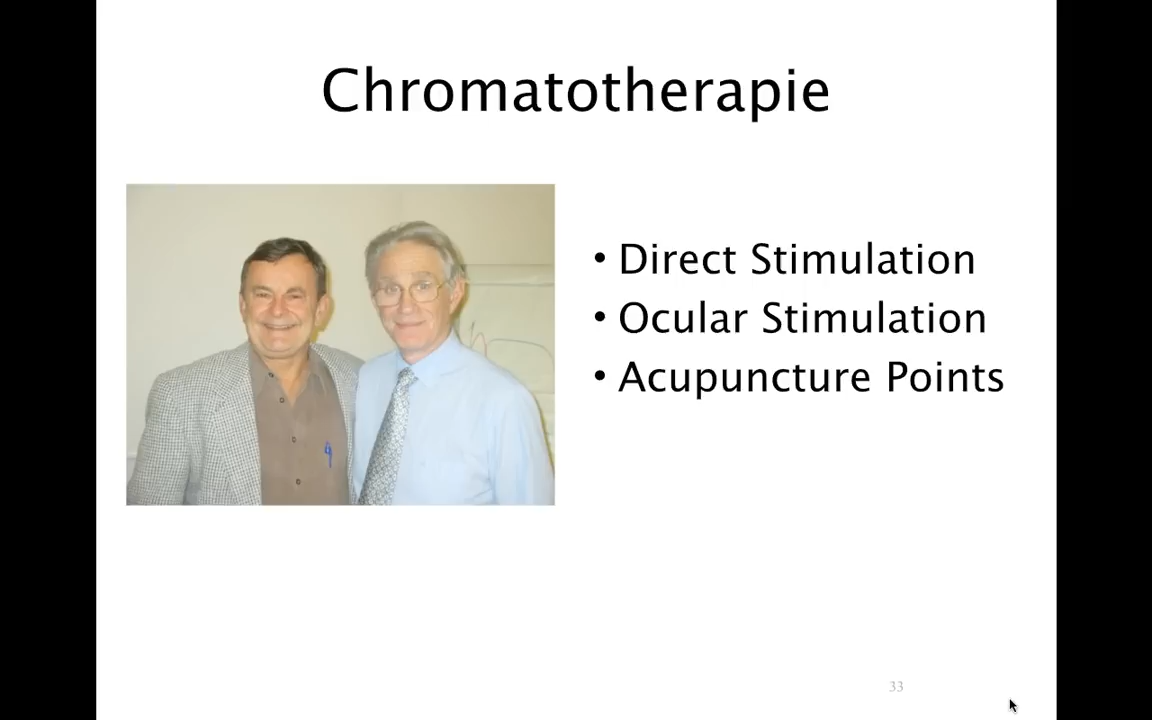 Chromatotherapie
• Direct Stimulation
• Ocular Stimulation
• Acupuncture Points
33